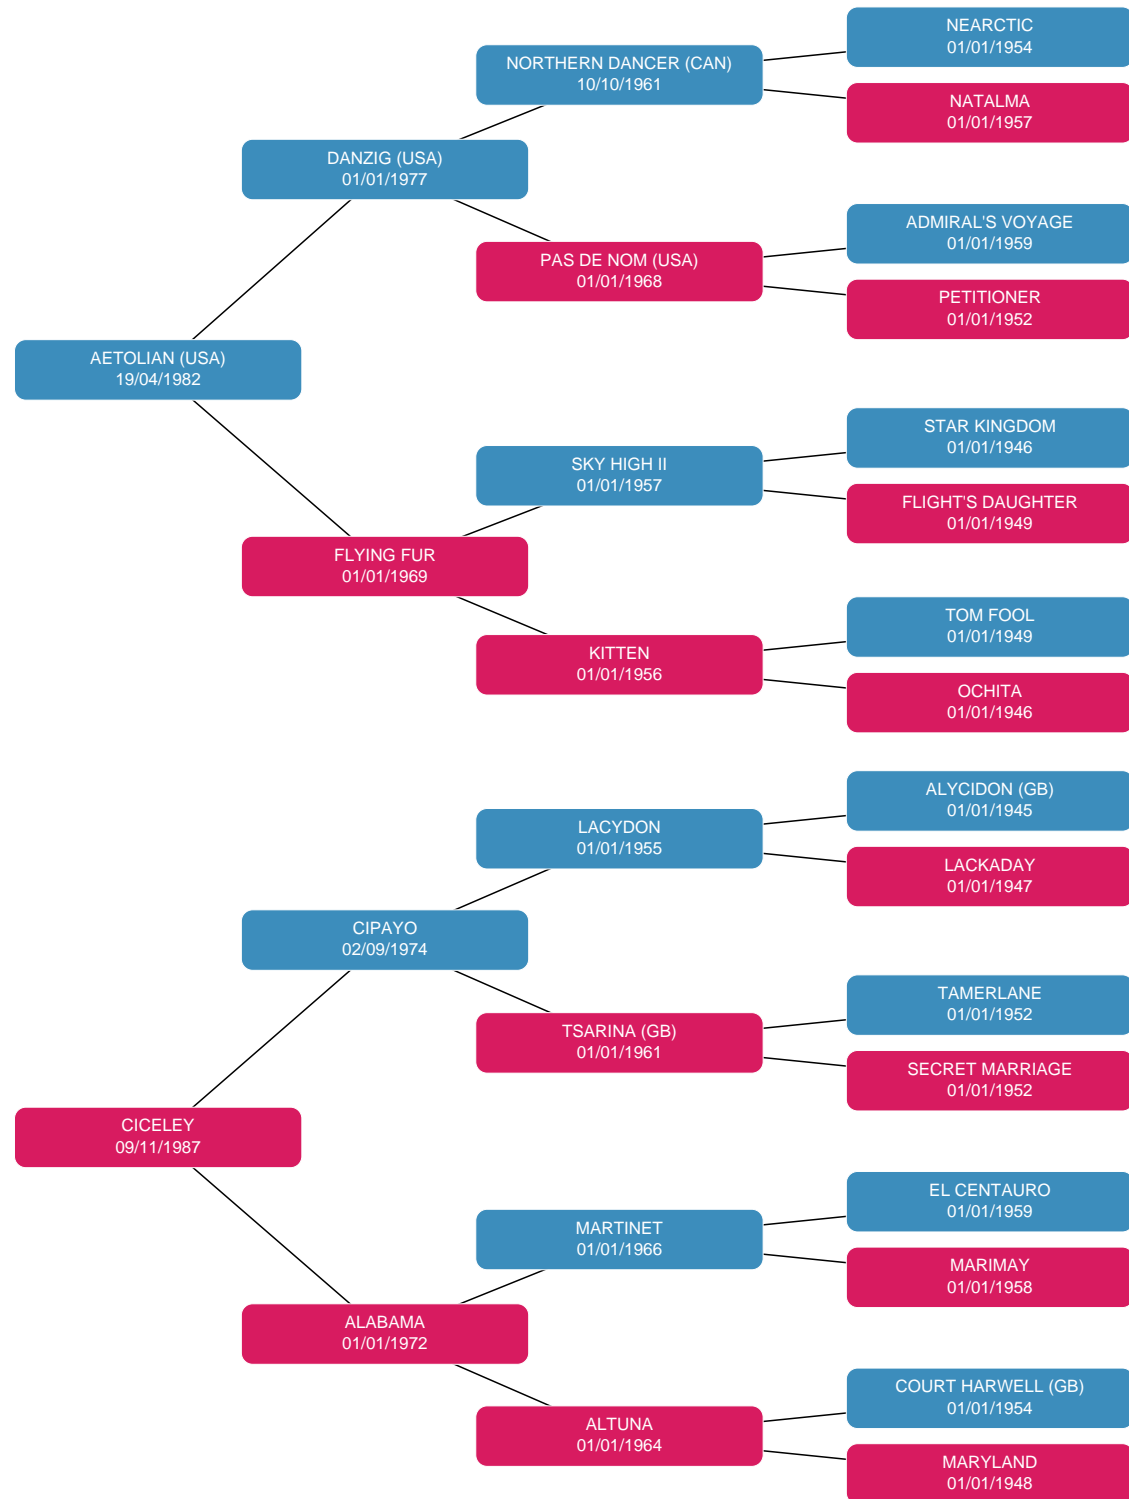 NEARCTIC
01/01/1954
NORTHERN DANCER (CAN)
10/10/1961
NATALMA
01/01/1957
DANZIG (USA)
01/01/1977
ADMIRAL'S VOYAGE
01/01/1959
PAS DE NOM (USA)
01/01/1968
PETITIONER
01/01/1952
AETOLIAN (USA)
19/04/1982
STAR KINGDOM
01/01/1946
SKY HIGH II
01/01/1957
FLIGHT'S DAUGHTER
01/01/1949
FLYING FUR
01/01/1969
TOM FOOL
01/01/1949
KITTEN
01/01/1956
OCHITA
01/01/1946
ALYCIDON (GB)
01/01/1945
LACYDON
01/01/1955
LACKADAY
01/01/1947
CIPAYO
02/09/1974
TAMERLANE
01/01/1952
TSARINA (GB)
01/01/1961
SECRET MARRIAGE
01/01/1952
CICELEY
09/11/1987
EL CENTAURO
01/01/1959
MARTINET
01/01/1966
MARIMAY
01/01/1958
ALABAMA
01/01/1972
COURT HARWELL (GB)
01/01/1954
ALTUNA
01/01/1964
MARYLAND
01/01/1948